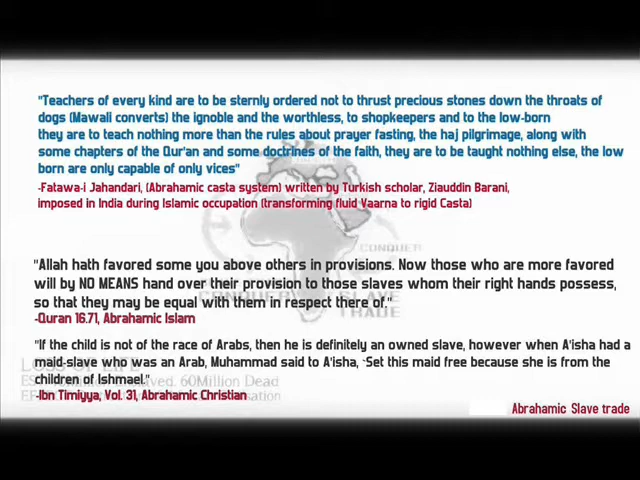 "Teachers of every kind are to be sternly ordered not to thrust precious stones down the throats of
dogs (Mawali converts) the ignoble and the worthless, to shopkeepers and to the low-born
they are to teach nothing more than the rules about prayer fasting, the haj pilgrimage, along with
some chapters of the Qur'an and some doctrines of the faith, they are to be taught nothing else, the low
born are only capable of only vices"
-Fatawa-i Jahandari, (Abrahamic casta system) written by Turkish scholar, Ziauddin Barani,
imposed in India during Islamic occupation (transforming fluid Vaarna to rigid Casta)
CONQUER
"Allah hath favored some you above others in provisions. Now those who are more favored
will by NO MEANS hand over their provision to those slaves whom their right hands possess,
so that they may be equal with them in respect there of."
CONQUER SLAVE
TRADE
-Quran 16.71, Abrahamic Islam
"If the child is not of the race of Arabs, then he is definitely an owned slave, however when A'isha had a
maid-slave who was an Arab, Muhammad said to A'isha, -Set this maid free because she is from the
children of Ishmael."
LOSS OF LIFE
60Million Dead
-Ibn Timiyya, Vol. 31, Abrahamic Christian
Abrahamic Slave trade